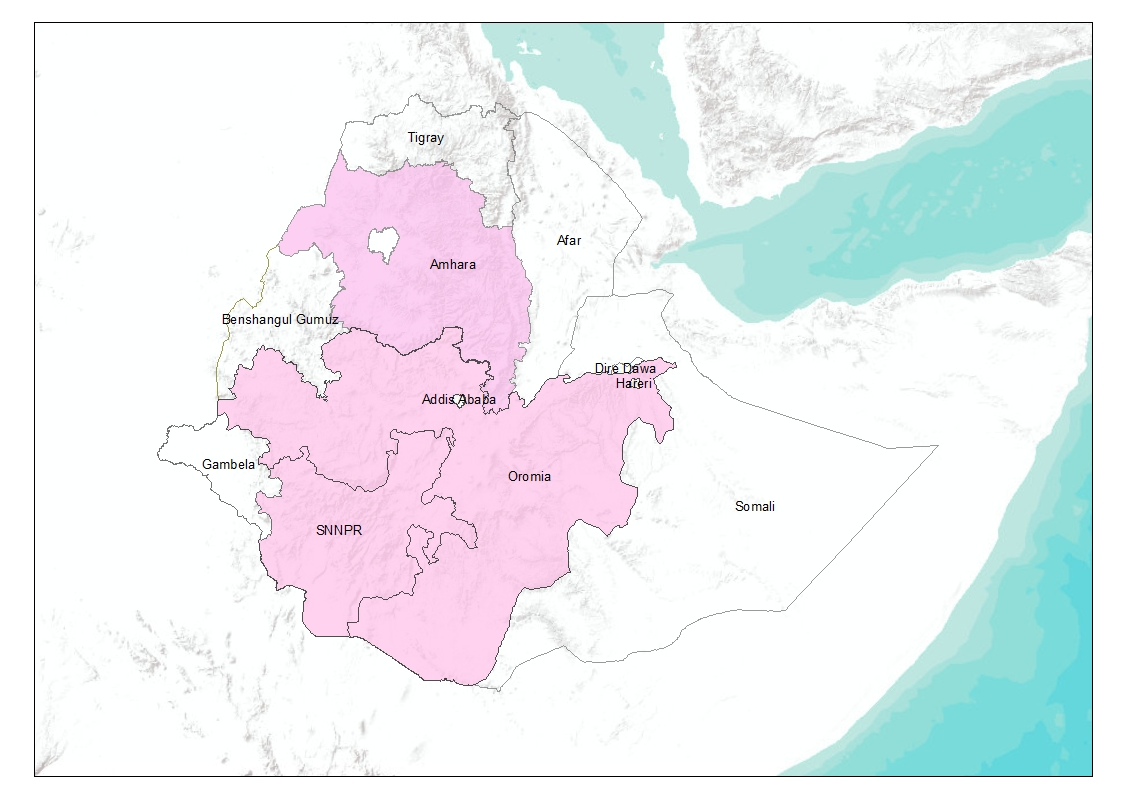 Tigray
Afar
Amhara
Benshangul Gumuz
Dire Dawa
Hareri
Addis Ababa
Gambela
Oromia
Somali
SNNPR